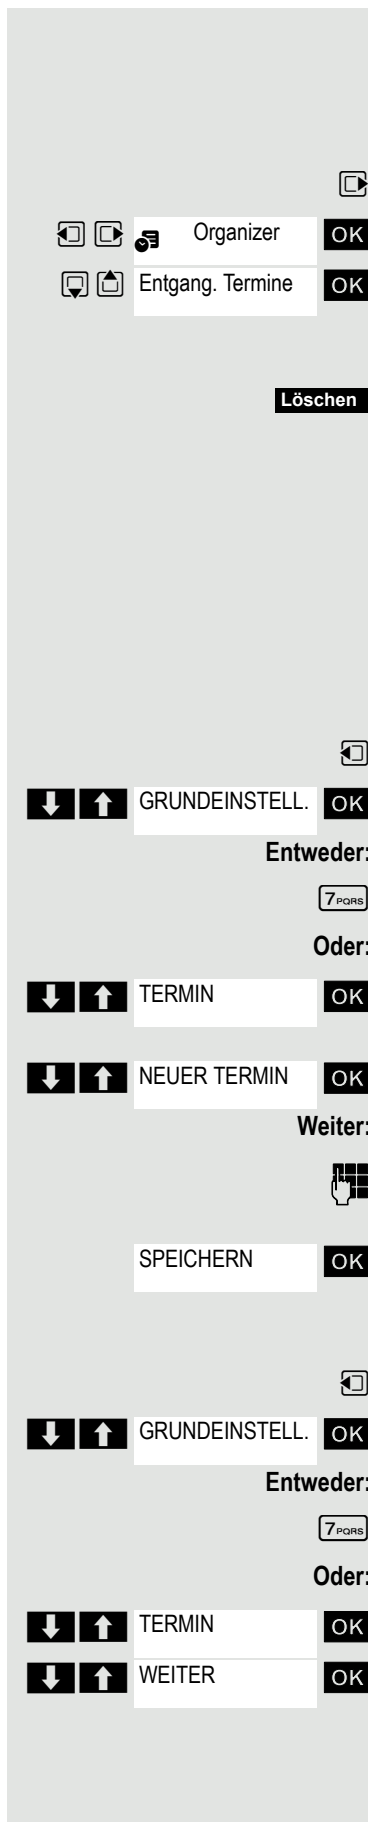 Organizer OK
Entgang. Termine OK
Löschen
GRUNDEINSTELL. OK
Entweder:
7PQRS
Oder:
TERMIN OK
NEUER TERMIN OK
Weiter:
SPEICHERN OK
GRUNDEINSTELL. OK
Entweder:
7PQRS
Oder:
TERMIN OK
WEITER OK